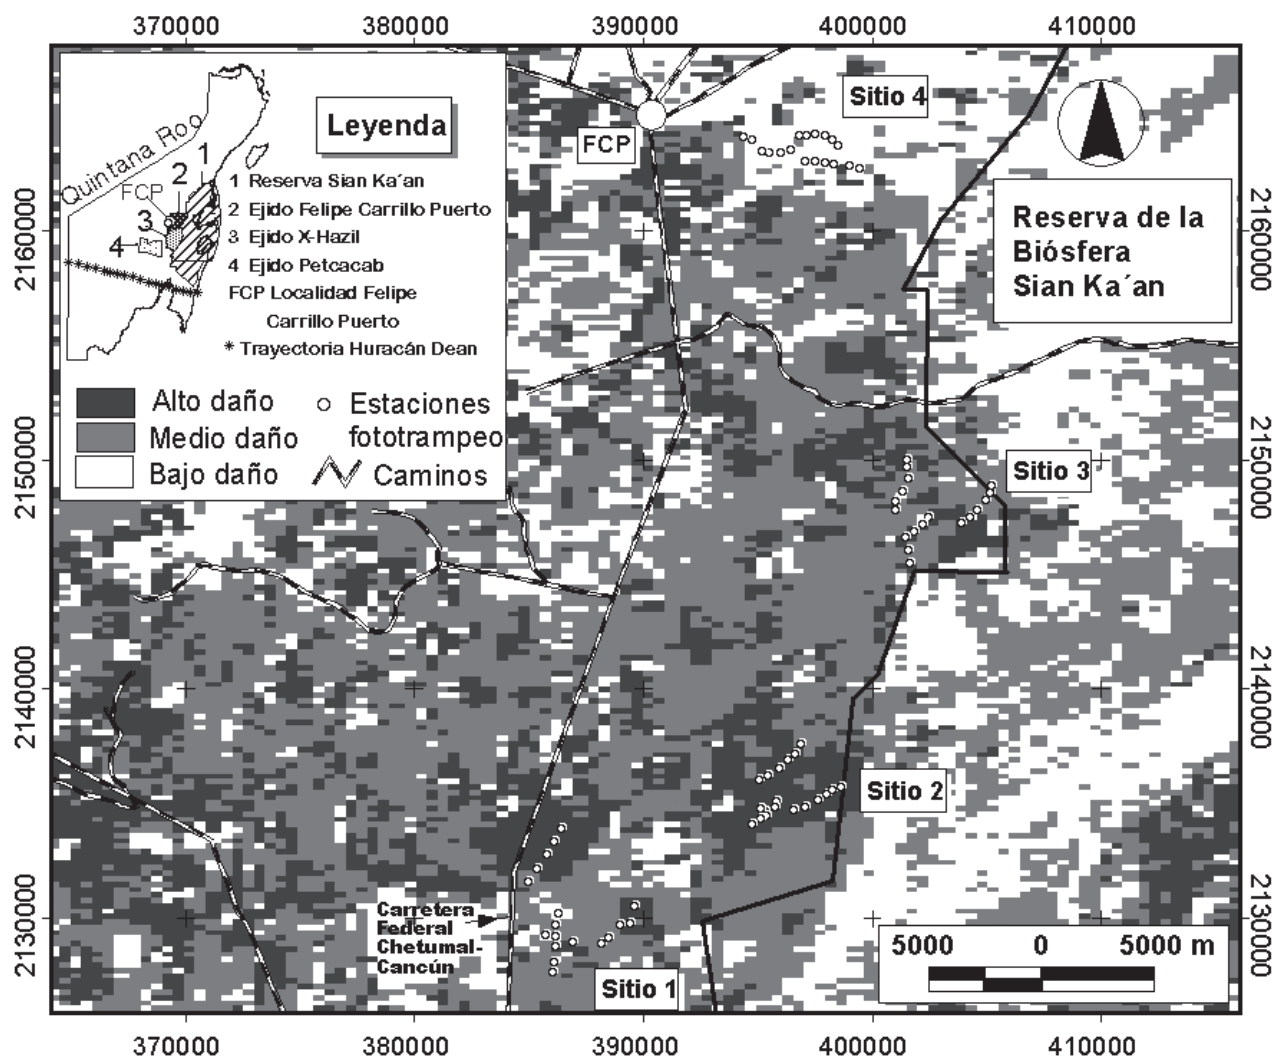 370000 380000 390000 400000 410000
Quintana Roo
FCP
1
2
3
4
Leyenda
1 Reserva Sian Ka´an
2 Ejido Felipe Carrillo Puerto
3 Ejido X-Hazil
4 Ejido Petcacab
FCP Localidad Felipe
Carrillo Puerto
* Trayectoria Huracán Dean
Alto daño
Medio daño
Bajo daño
Estaciones
fototrampeo
Caminos
FCP
Sitio 4
Reserva de la
Biósfera
Sian Ka´an
Sitio 3
Sitio 2
Carretera
Federal
Chetumal-
Cancún
Sitio 1
5000 0 5000 m
2160000
2150000
2140000
2130000
2160000
2150000
2140000
2130000
370000 380000 390000 400000 410000